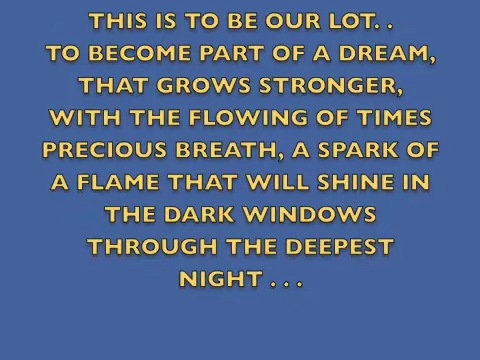 THIS IS TO BE OUR LOT. .
TO BECOME PART OF A DREAM,
THAT GROWS STRONGER,
WITH THE FLOWING OF TIMES
PRECIOUS BREATH, A SPARK OF
A FLAME THAT WILL SHINE IN
THE DARK WINDOWS
THROUGH THE DEEPEST
NIGHT . . .